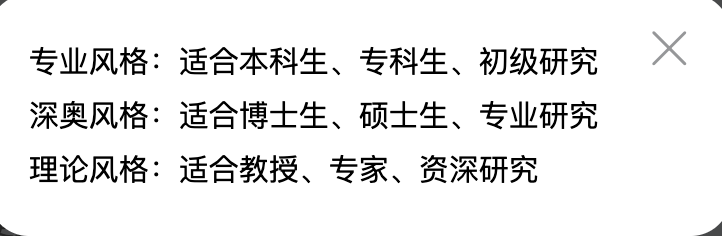 专业风格：适合本科生、专科生、初级研究
深奥风格：适合博士生、硕士生、专业研究
理论风格：适合教授、专家、资深研究